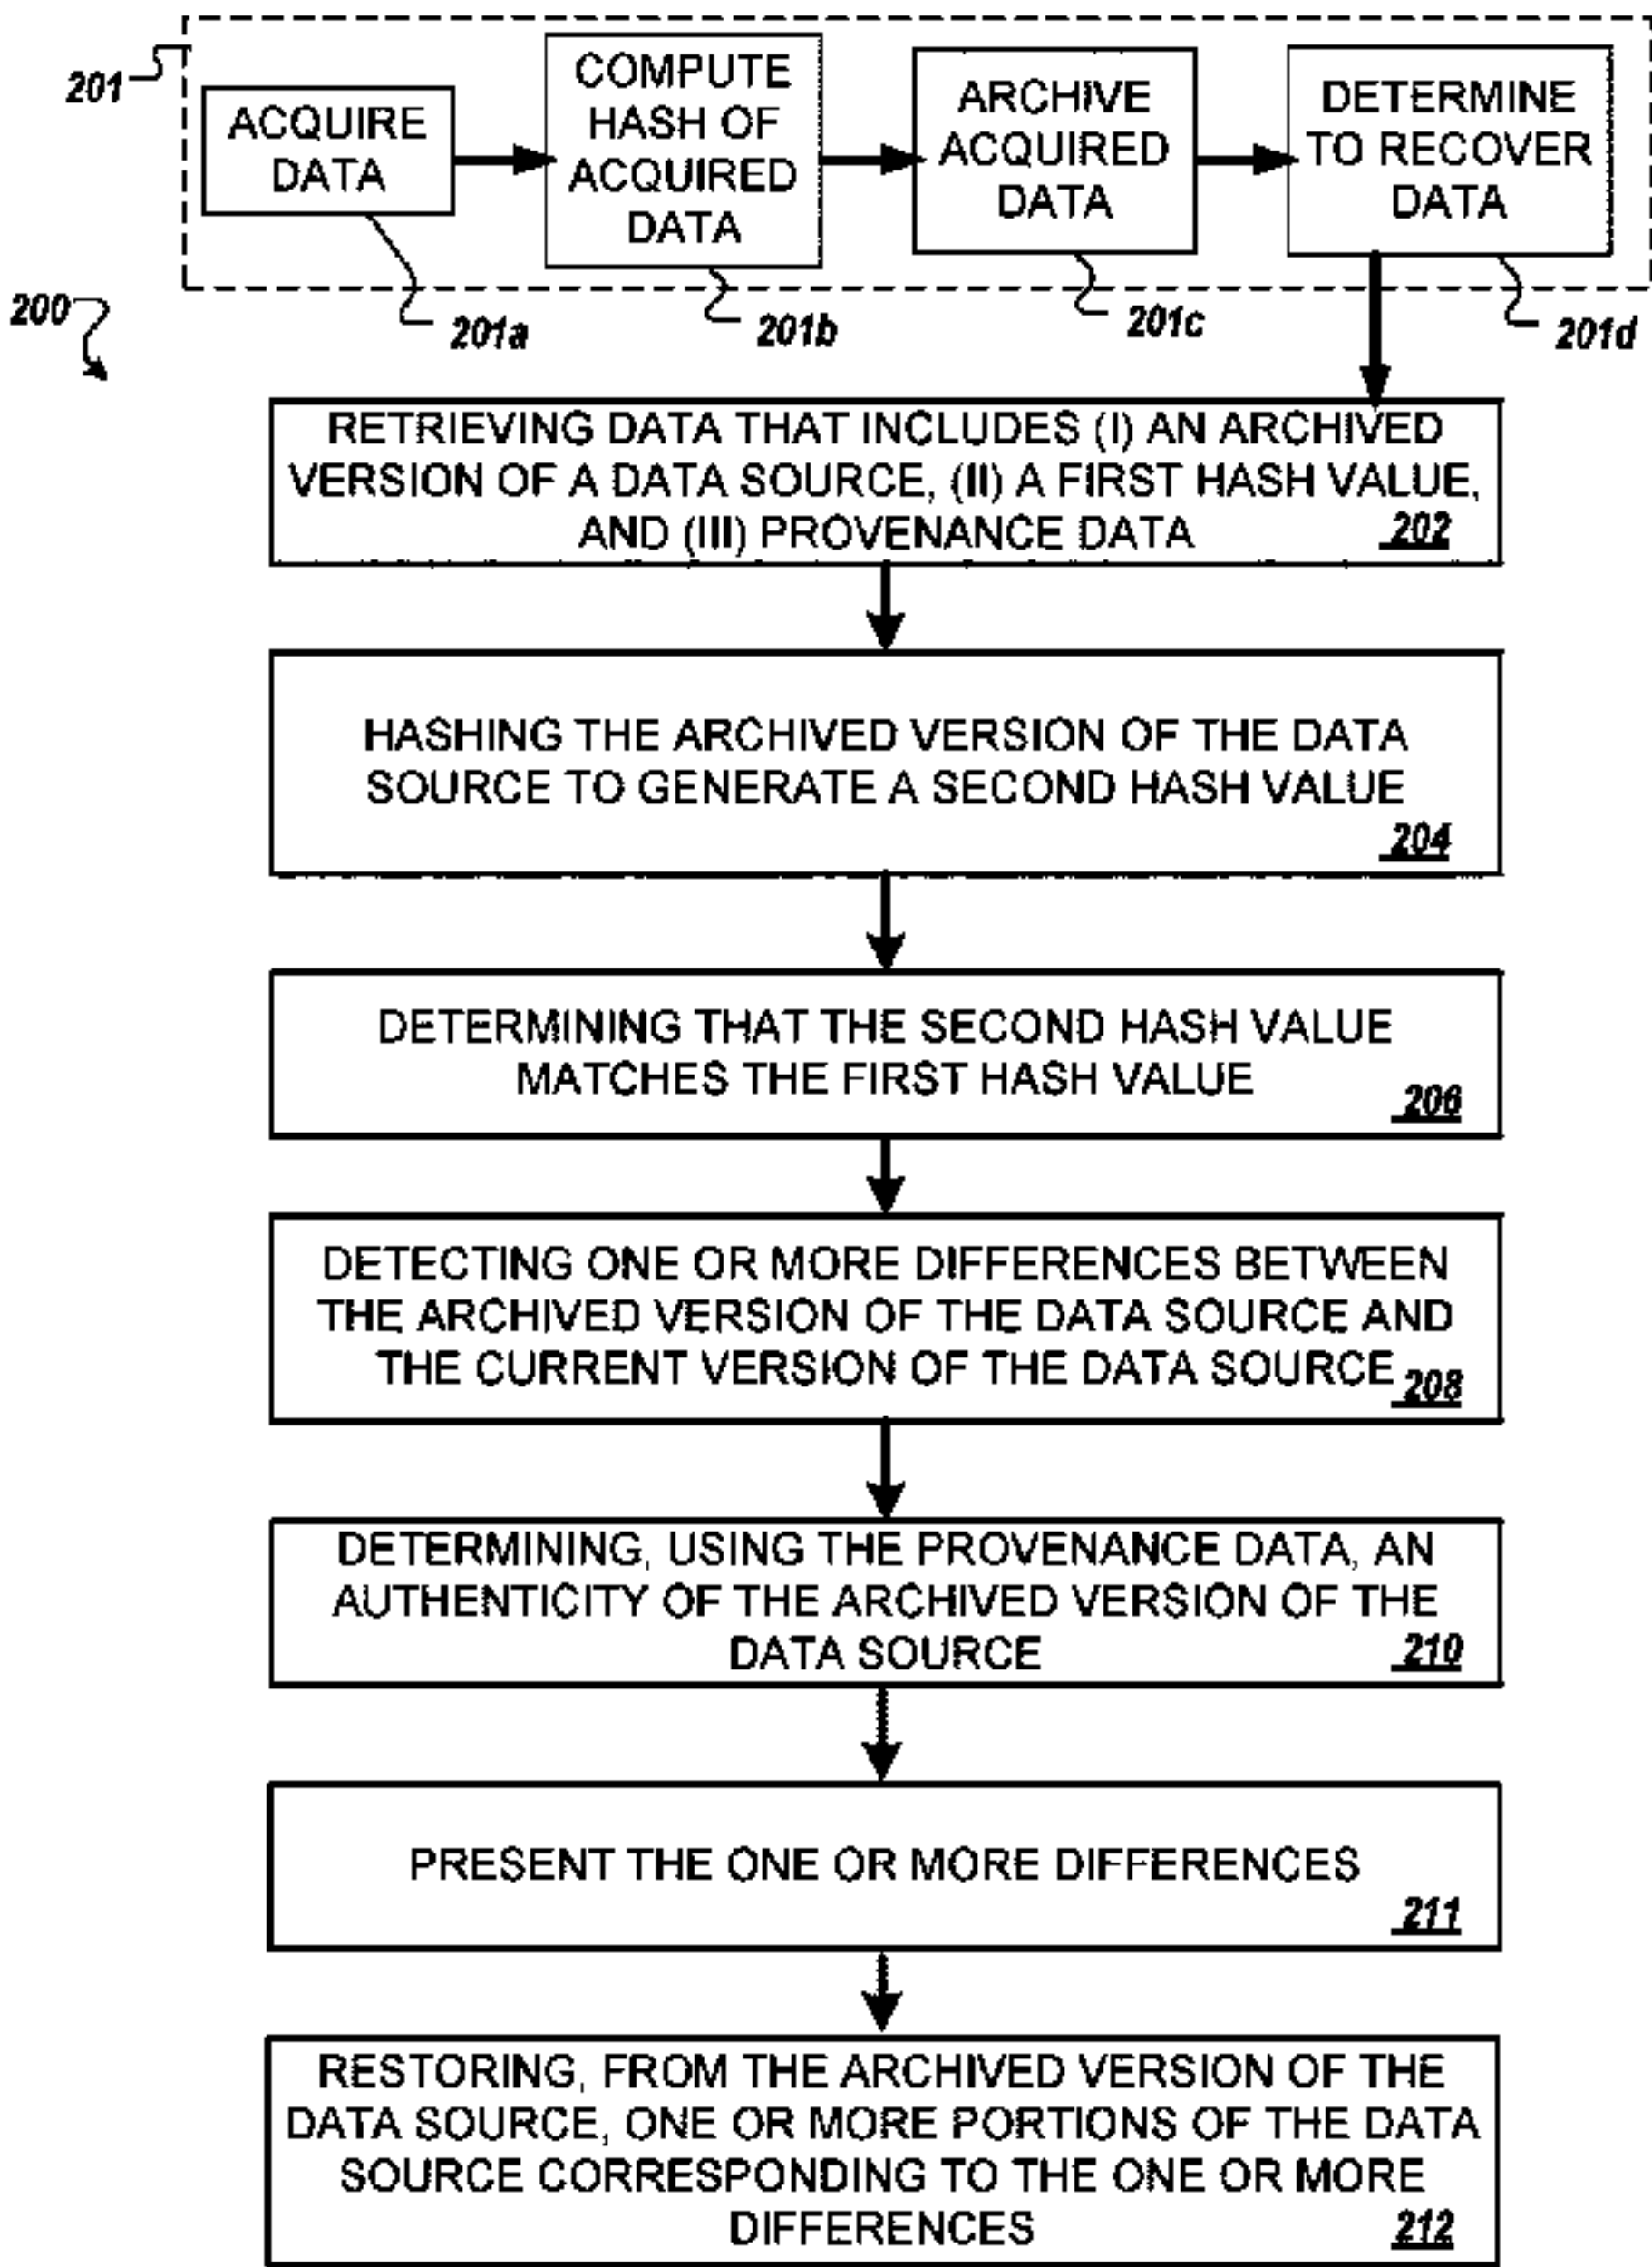 201
ACQUIRE
DATA
COMPUTE
HASH OF
ACQUIRED
DATA
ARCHIVE
ACQUIRED
DATA
DETERMINE
TO RECOVER
DATA
200
201a
201b
201c
201d
RETRIEVING DATA THAT INCLUDES (I) AN ARCHIVED
VERSION OF A DATA SOURCE, (II) A FIRST HASH VALUE,
AND (III) PROVENANCE DATA 202
HASHING THE ARCHIVED VERSION OF THE DATA
SOURCE TO GENERATE A SECOND HASH VALUE
204
DETERMINING THAT THE SECOND HASH VALUE
MATCHES THE FIRST HASH VALUE
206
DETECTING ONE OR MORE DIFFERENCES BETWEEN
THE ARCHIVED VERSION OF THE DATA SOURCE AND
THE CURRENT VERSION OF THE DATA SOURCE 208
DETERMINING, USING THE PROVENANCE DATA, AN
AUTHENTICITY OF THE ARCHIVED VERSION OF THE
DATA SOURCE 210
PRESENT THE ONE OR MORE DIFFERENCES
211
RESTORING, FROM THE ARCHIVED VERSION OF THE
DATA SOURCE, ONE OR MORE PORTIONS OF THE DATA
SOURCE CORRESPONDING TO THE ONE OR MORE
DIFFERENCES 212